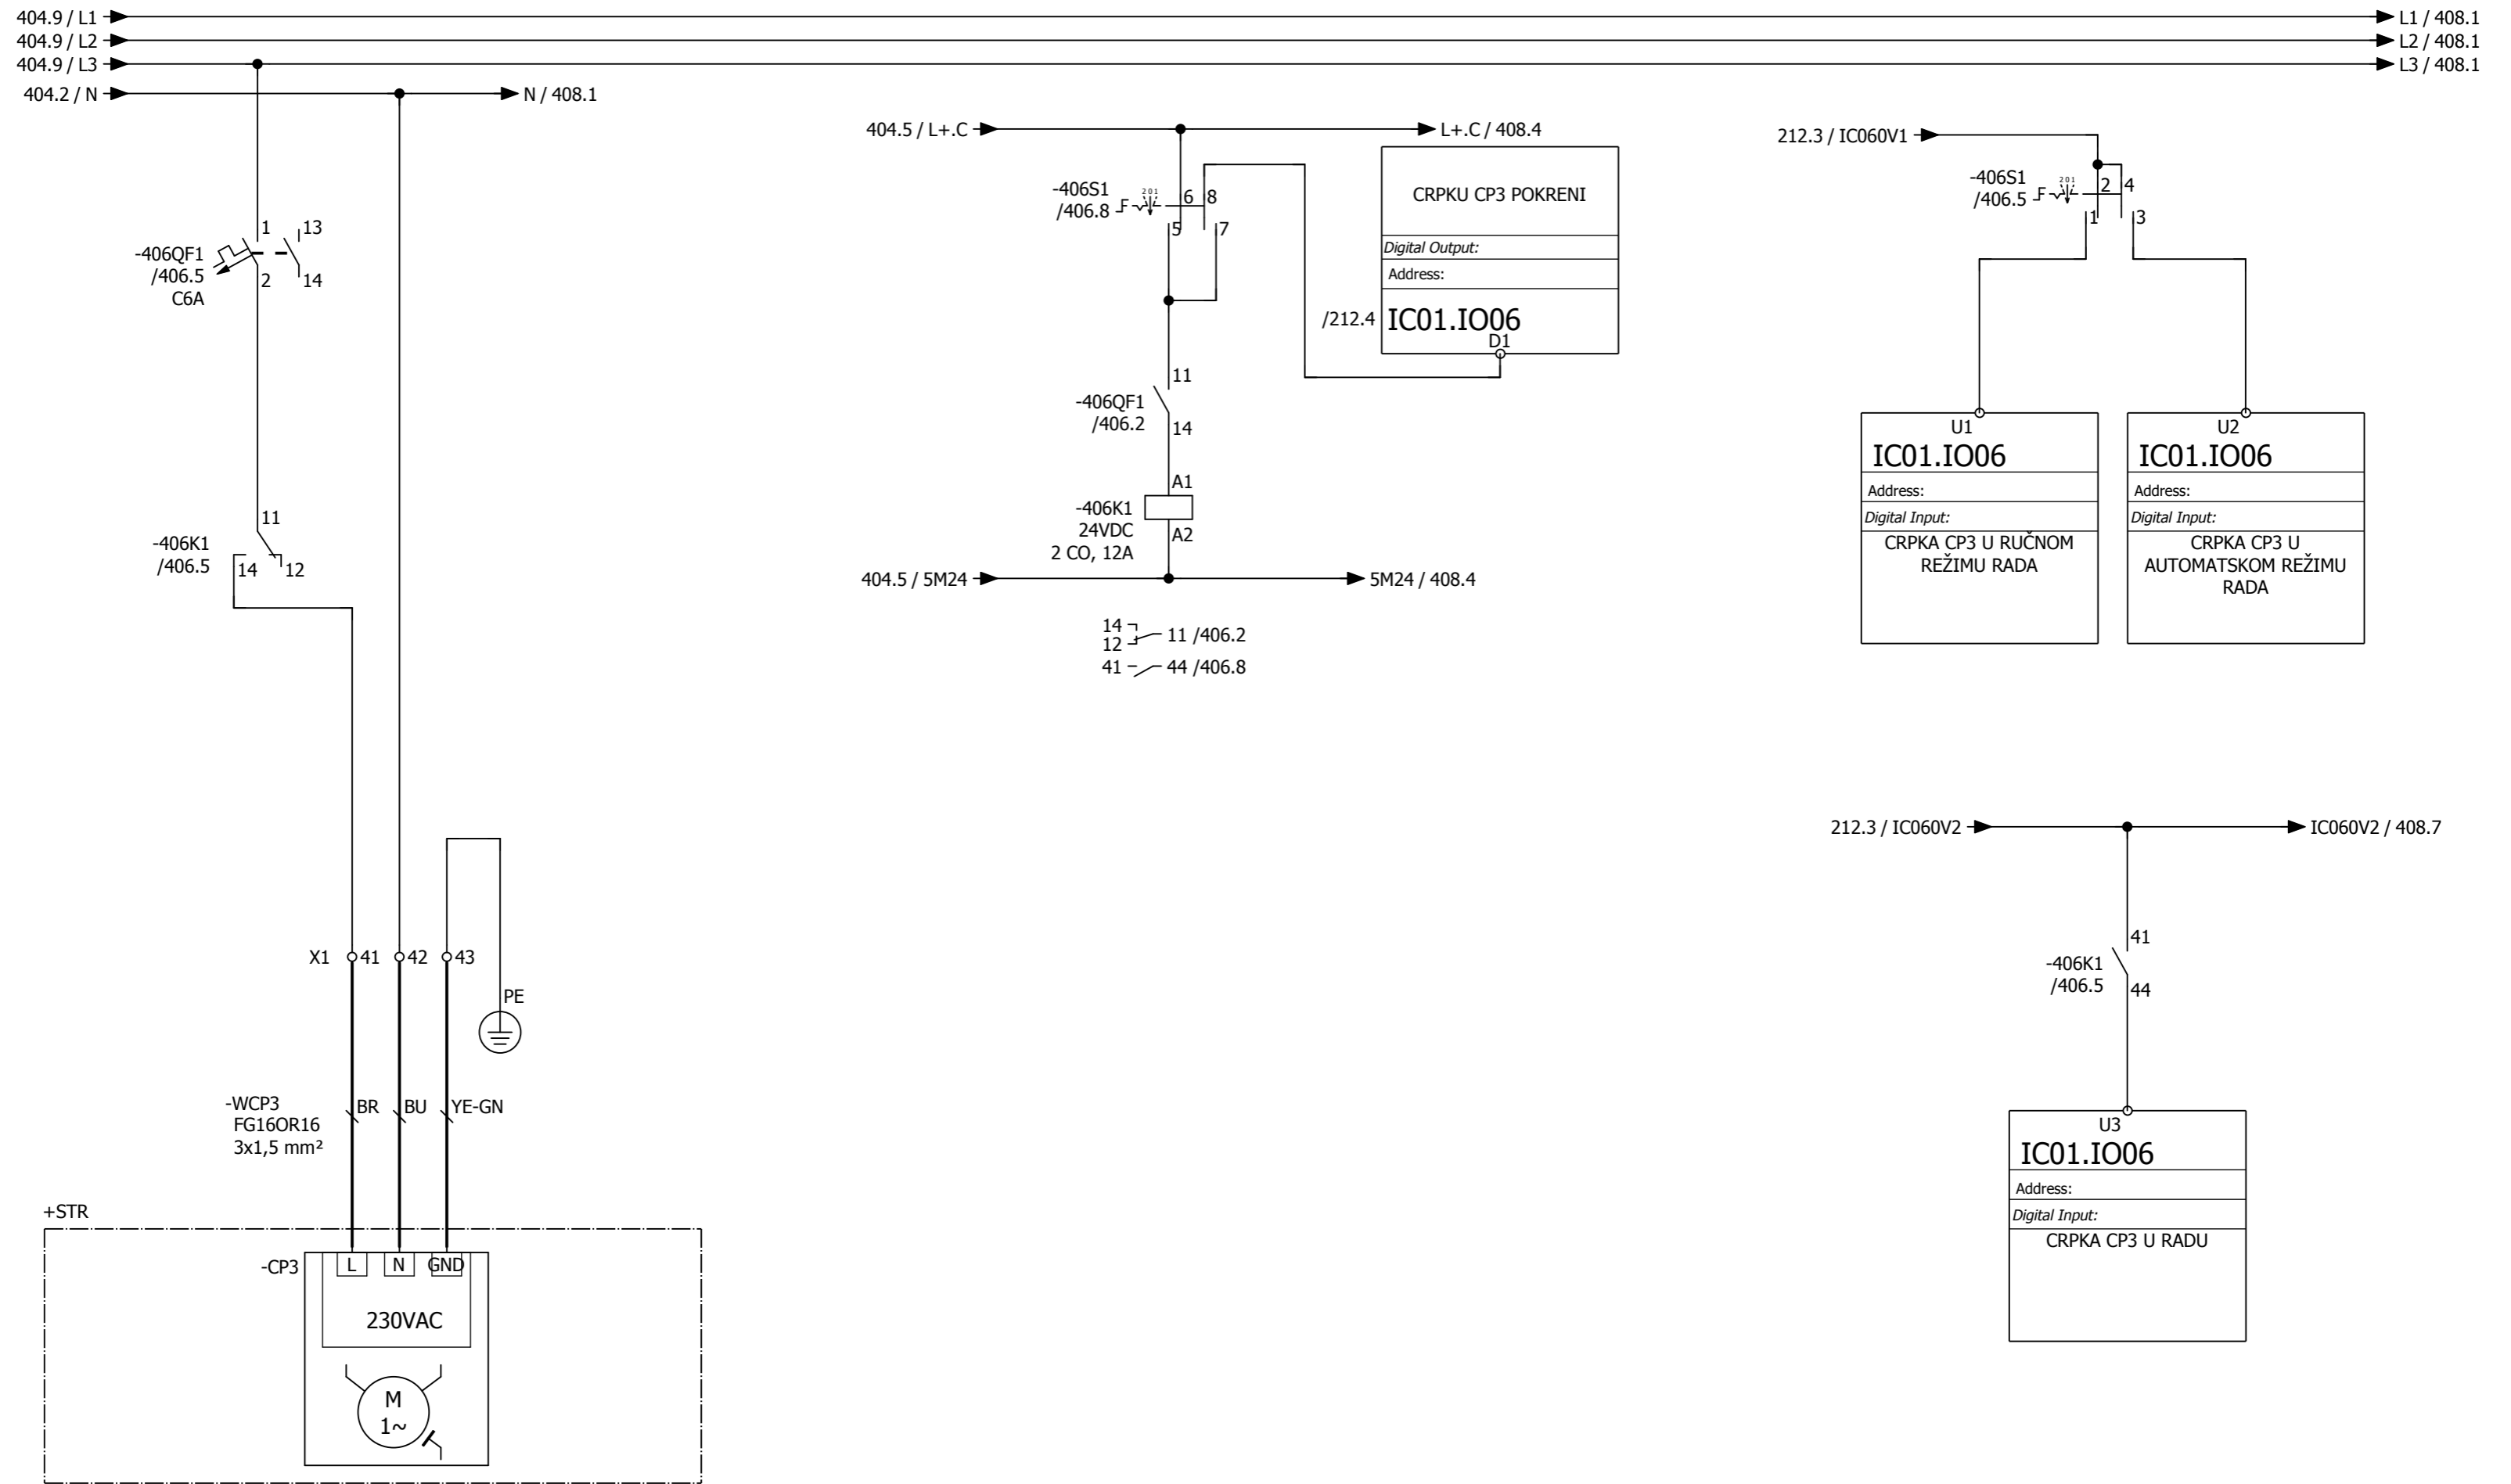 404.9 / L1
L1 / 408.1
404.9 / L2
L2 / 408.1
404.9 / L3
L3 / 408.1
404.2 / N
N / 408.1
-406QF1
/406.5
C6A
1
2
13
14
-406K1
/406.5
11
14
12
X1
41
42
43
PE
-WCP3
FG16OR16
3x1,5 mm²
BR
BU
YE-GN
+STR
-CP3
L
N
GND
230VAC
M
1~
404.5 / L+.C
L+.C / 408.4
-406S1
/406.8
2 0 1
6
8
5
7
CRPKU CP3 POKRENI
Digital Output:
Address:
/212.4
IC01.IO06
D1
-406QF1
/406.2
11
14
-406K1
24VDC
2 CO, 12A
A1
A2
404.5 / 5M24
5M24 / 408.4
14
12
11 /406.2
41
44 /406.8
212.3 / IC060V1
-406S1
/406.5
2 0 1
2
4
1
3
U1
IC01.IO06
Address:
Digital Input:
CRPKA CP3 U RUČNOM
REŽIMU RADA
U2
IC01.IO06
Address:
Digital Input:
CRPKA CP3 U
AUTOMATSKOM REŽIMU
RADA
212.3 / IC060V2
IC060V2 / 408.7
-406K1
/406.5
41
44
U3
IC01.IO06
Address:
Digital Input:
CRPKA CP3 U RADU